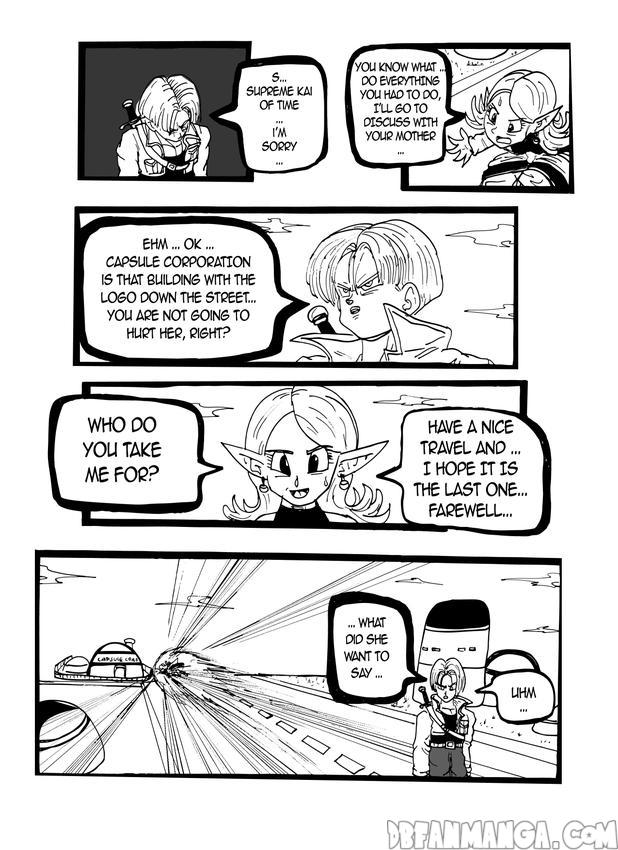 S...
SUPREME KAI
OF TIME
...
I'M
SORRY
...
YOU KNOW WHAT ...
DO EVERYTHING
YOU HAD TO DO,
I'LL GO TO
DISCUSS WITH
YOUR MOTHER
...
EHM ... OK ...
CAPSULE CORPORATION
IS THAT BUILDING WITH THE
LOGO DOWN THE STREET...
YOU ARE NOT GOING TO
HURT HER, RIGHT?
WHO DO
YOU TAKE
ME FOR?
HAVE A NICE
TRAVEL AND ...
I HOPE IT IS
THE LAST ONE...
FAREWELL...
CAPSULE CORP
... WHAT
DID SHE
WANT TO
SAY ...
UHM
...
DBFANMANGA.COM